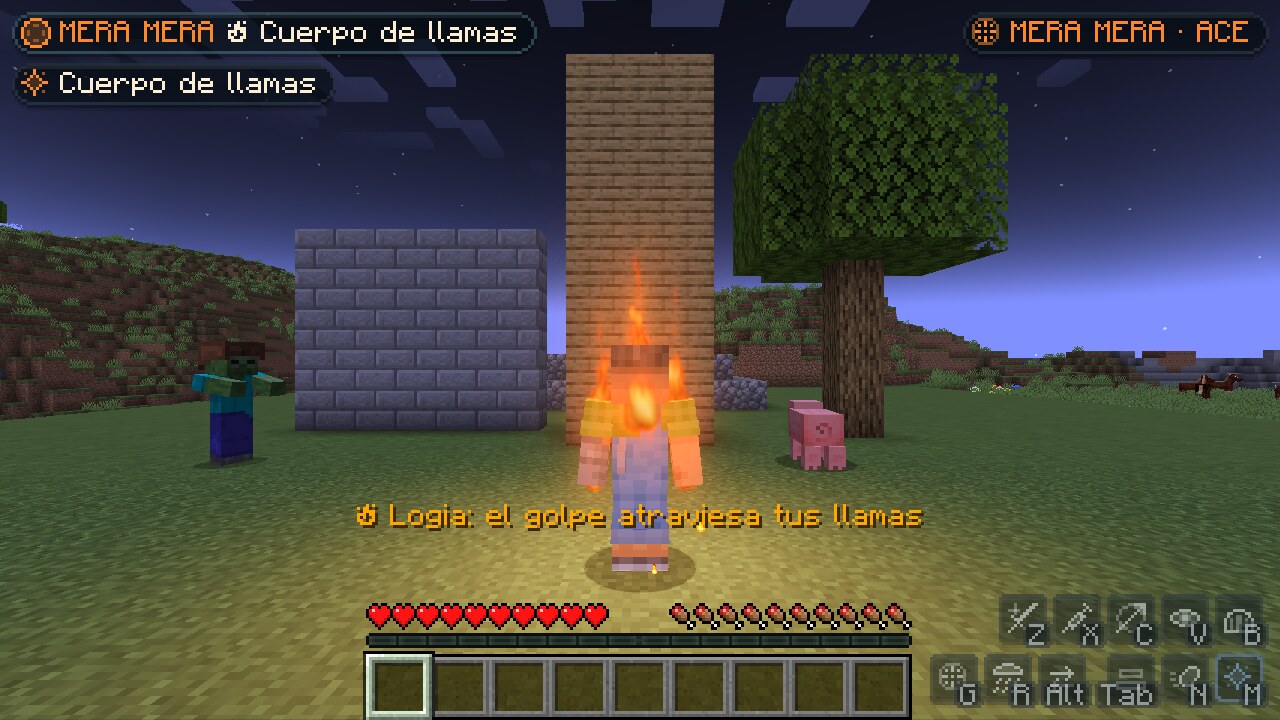 MERA MERA Cuerpo de llamas
MERA MERA · ACE
Cuerpo de llamas
Logia: el golpe atraviesa tus llamas
Z X C V B
G R Alt Tab N M